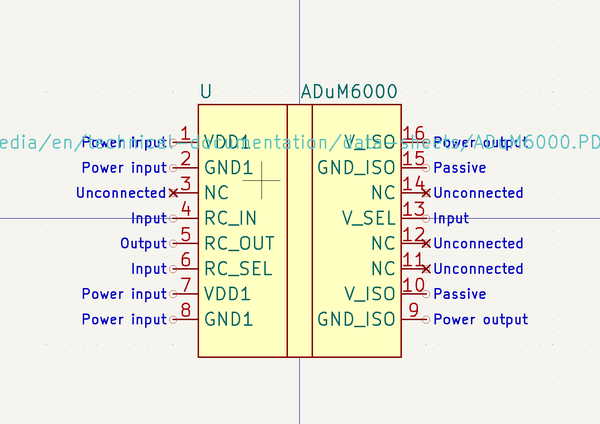 U ADuM6000
edia/en/technical-documentation/data-sheets/ADuM6000.PD
Power input 1 VDD1 V_ISO 16 Power output
Power input 2 GND1 GND_ISO 15 Passive
Unconnected 3 NC NC 14 Unconnected
Input 4 RC_IN V_SEL 13 Input
Output 5 RC_OUT NC 12 Unconnected
Input 6 RC_SEL NC 11 Unconnected
Power input 7 VDD1 V_ISO 10 Passive
Power input 8 GND1 GND_ISO 9 Power output